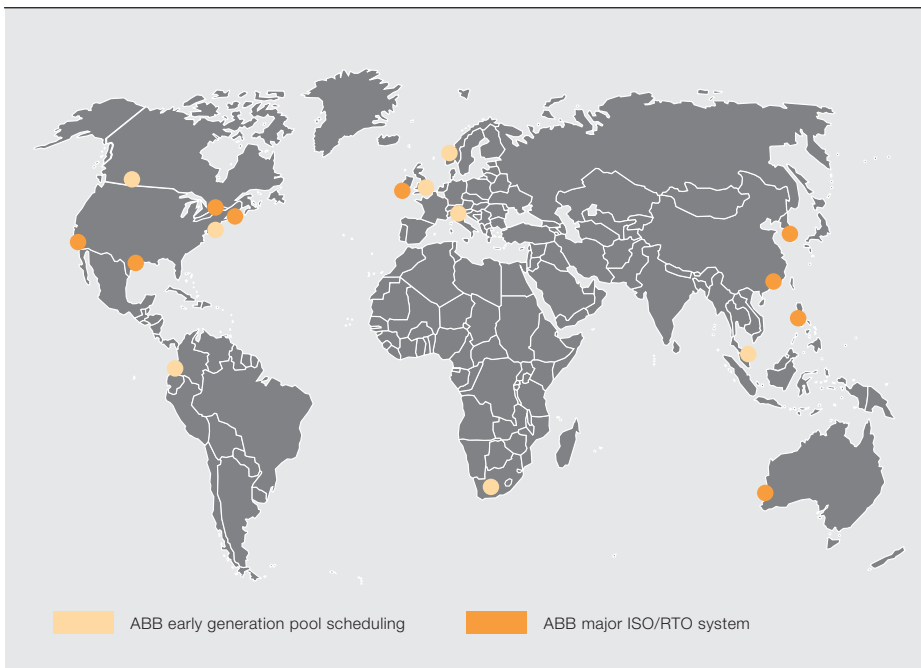 ABB early generation pool scheduling
ABB major ISO/RTO system